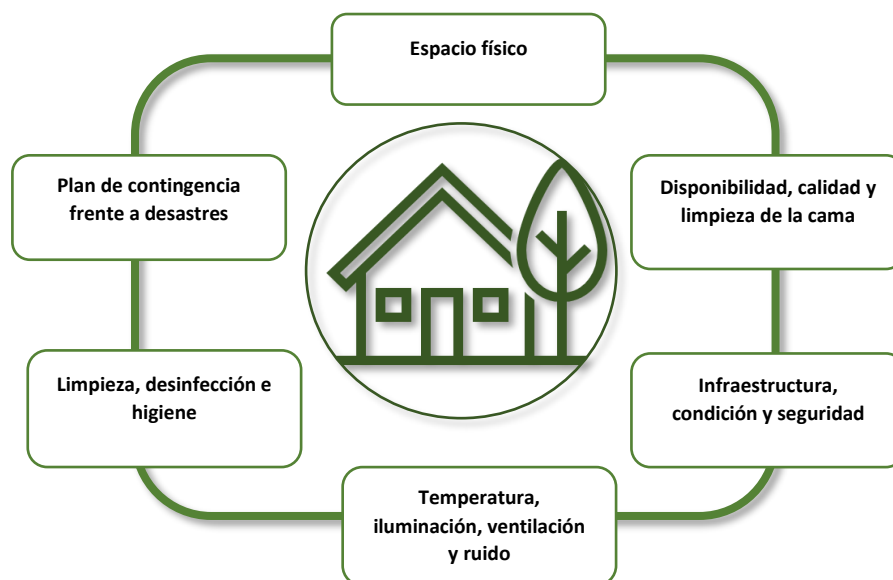 Espacio físico
Plan de contingencia
frente a desastres
Disponibilidad, calidad y
limpieza de la cama
Limpieza, desinfección e
higiene
Infraestructura,
condición y seguridad
Temperatura,
iluminación, ventilación
y ruido